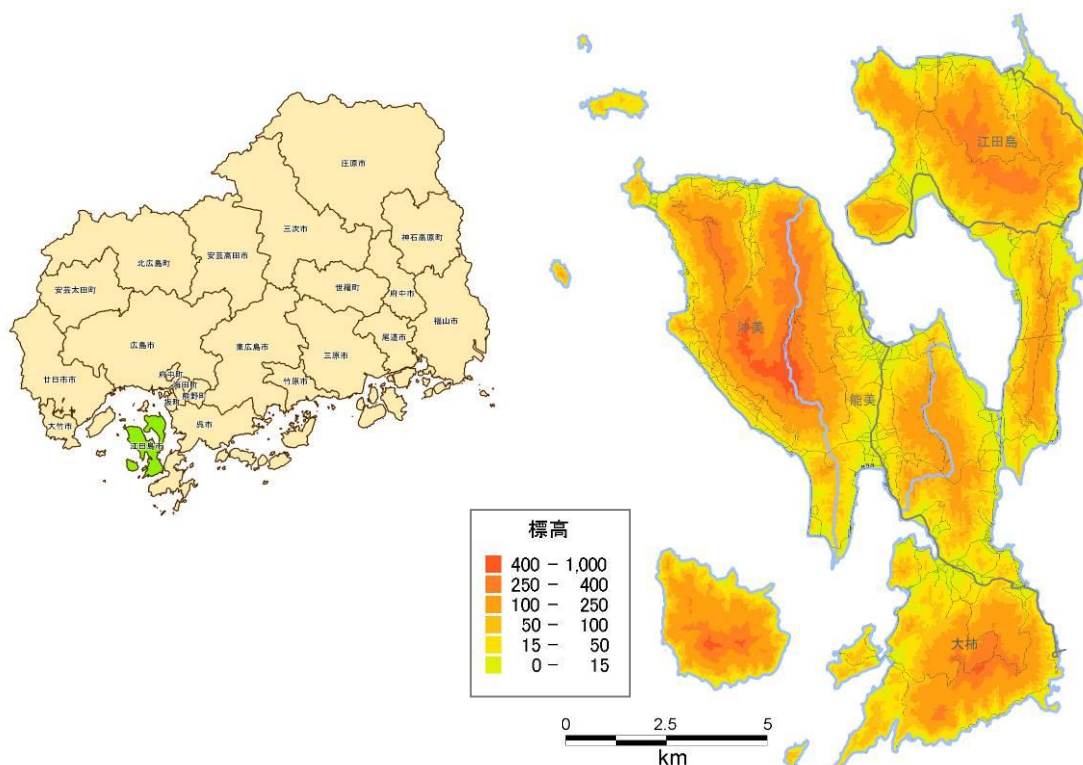 庄原市
三次市
神石高原町
北広島町
安芸高田市
安芸太田町
世羅町
府中市
福山市
広島市
東広島市
三原市
尾道市
廿日市市
府中町
海田町
竹原市
熊野町
坂町
大竹市
呉市
江田島市
江田島
沖美
能美
大柿
標高
400 - 1,000
250 - 400
100 - 250
50 - 100
15 - 50
0 - 15
0 2.5 5
km